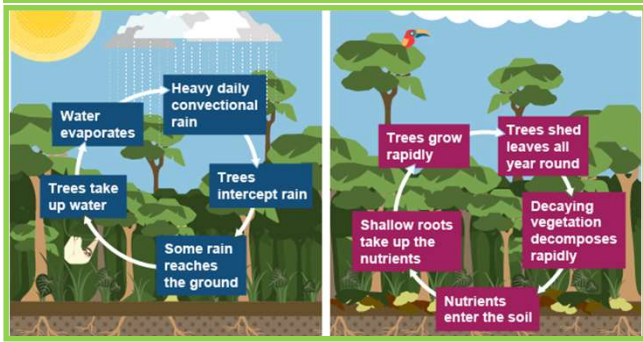 Heavy daily
convectional
rain
Trees
intercept rain
Some rain
reaches
the ground
Trees take
up water
Water
evaporates
Trees shed
leaves all
year round
Decaying
vegetation
decomposes
rapidly
Nutrients
enter the soil
Shallow roots
take up the
nutrients
Trees grow
rapidly